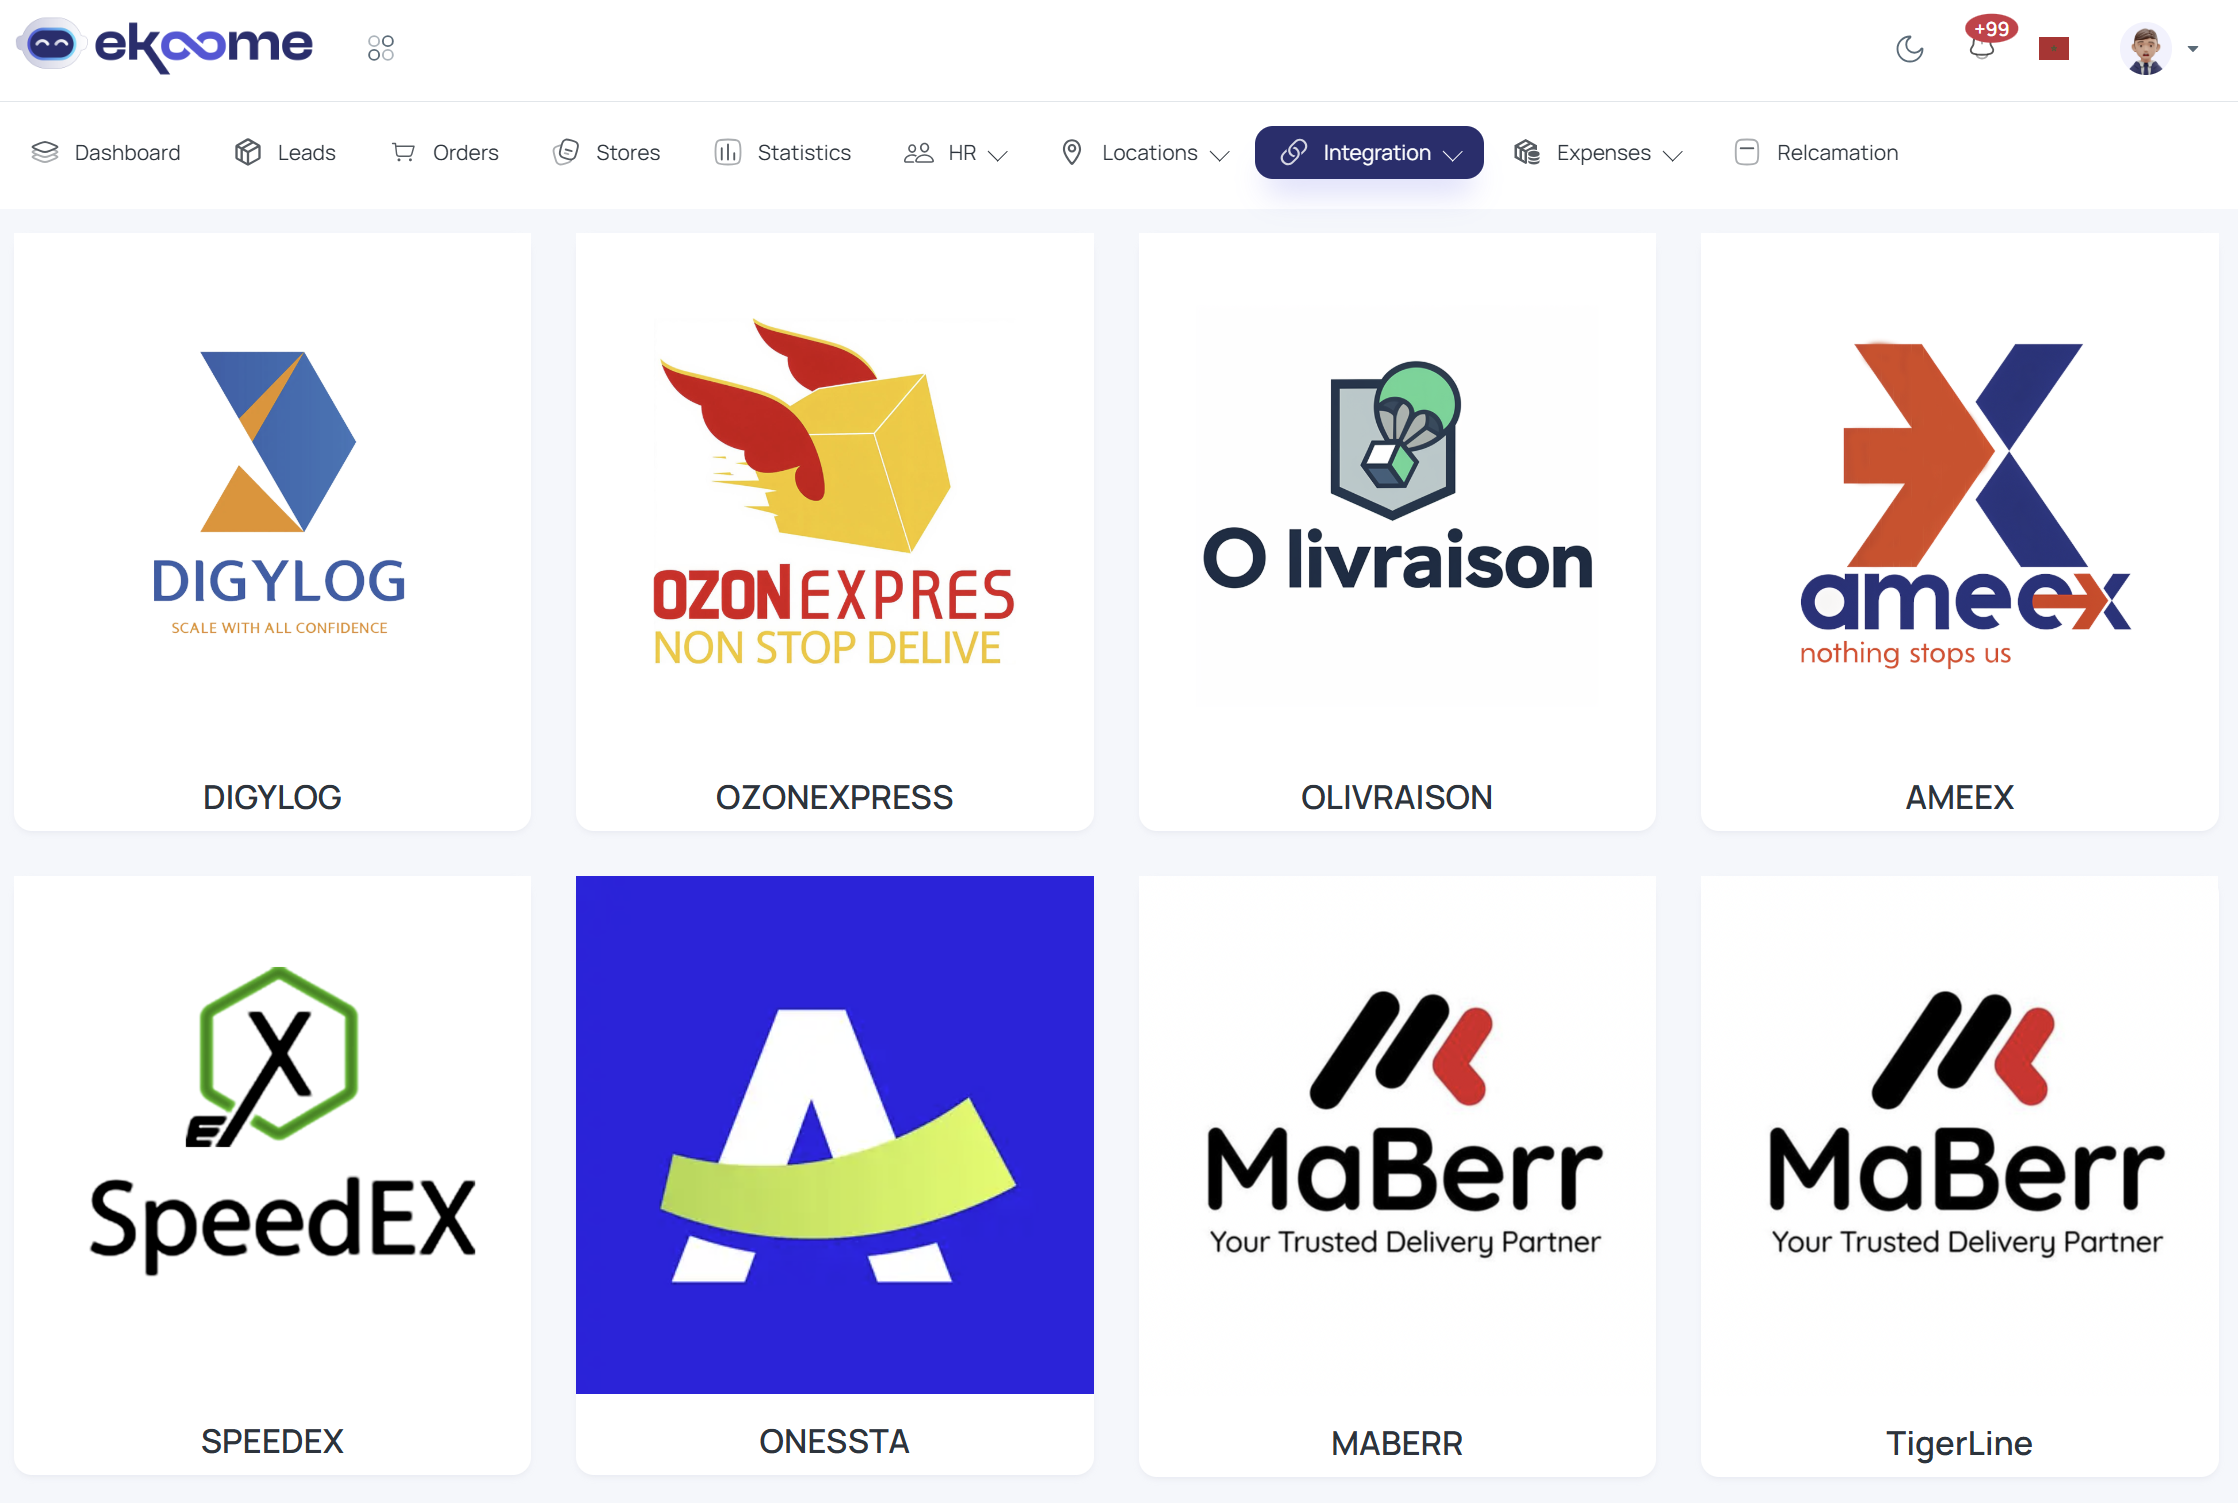 ekoome
+99
Dashboard
Leads
Orders
Stores
Statistics
HR
Locations
Integration
Expenses
Relcamation
DIGYLOG
SCALE WITH ALL CONFIDENCE
DIGYLOG
OZONEXPRES
NON STOP DELIVE
OZONEXPRESS
O livraison
OLIVRAISON
ameex
nothing stops us
AMEEX
EX
SpeedEX
SPEEDEX
A
ONESSTA
MaBerr
Your Trusted Delivery Partner
MABERR
MaBerr
Your Trusted Delivery Partner
TigerLine